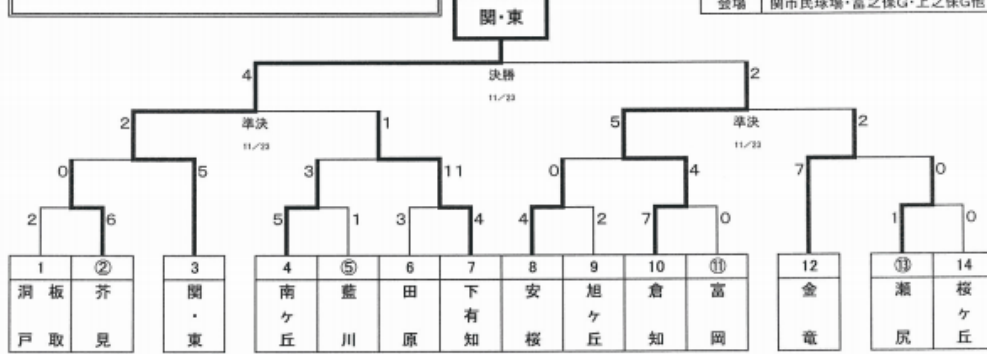 会場 関市民球場・富之保G・上之保G他
関・東
4 決勝 2
11/23
2 準決 1 5 準決 2
11/23 11/23
0 5 3 11 0 4 7 0
2 6 5 1 3 4 4 2 7 0 1 0
1 ② 3 4 ⑤ 6 7 8 9 10 ⑪ 12 ⑬ 14
洞戸 板取 芥見 関・東 南ヶ丘 藍川 田原 下有知 安桜 旭ヶ丘 倉知 富岡 金竜 瀬尻 桜ヶ丘